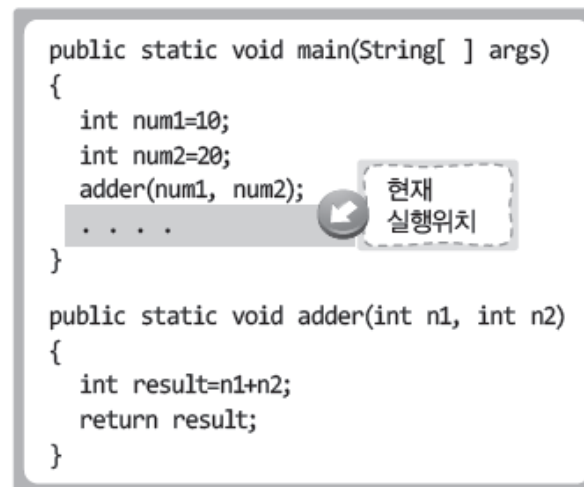 public static void main(String[ ] args)
{
int num1=10;
int num2=20;
adder(num1, num2);
현재
실행위치
. . . .
}
public static void adder(int n1, int n2)
{
int result=n1+n2;
return result;
}